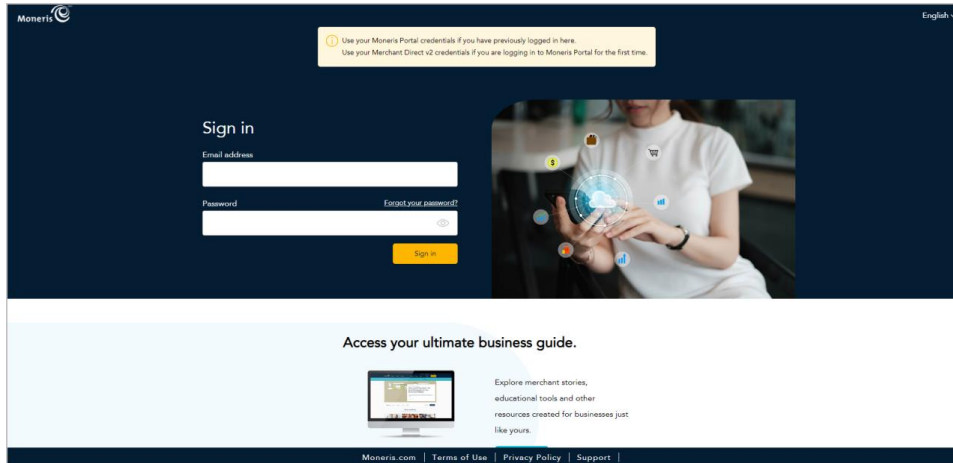 Moneris
English
Use your Moneris Portal credentials if you have previously logged in here.
Use your Merchant Direct v2 credentials if you are logging in to Moneris Portal for the first time.
Sign in
Email address
Password Forgot your password?
Sign in
Access your ultimate business guide.
Explore merchant stories,
educational tools and other
resources created for businesses just
like yours.
Moneris.com | Terms of Use | Privacy Policy | Support |